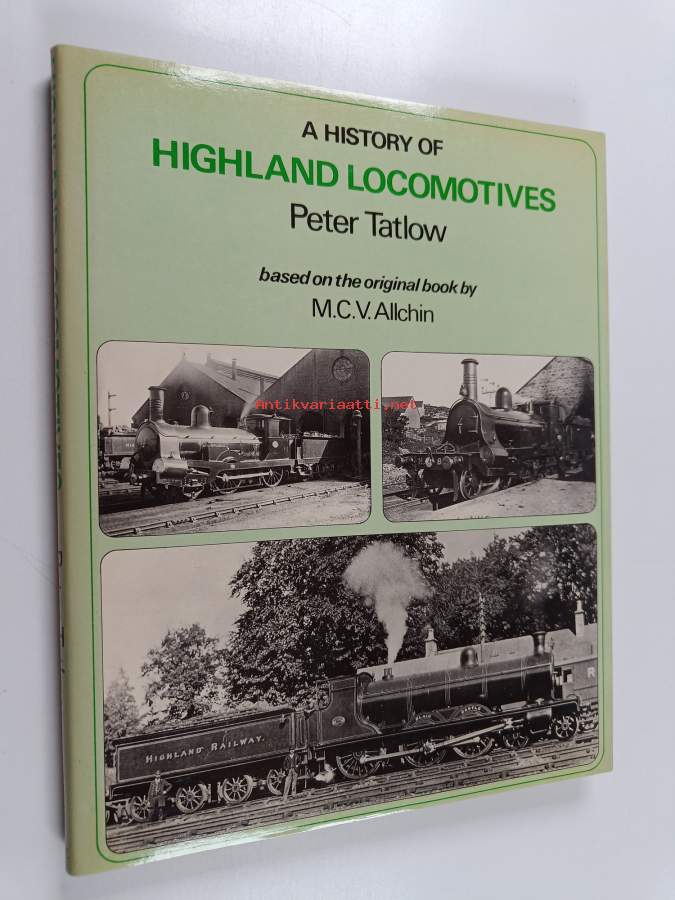 A HISTORY OF
HIGHLAND LOCOMOTIVES
Peter Tatlow
based on the original book by
M.C.V. Allchin
Antikvariaatti.net
HIGHLAND RAILWAY.